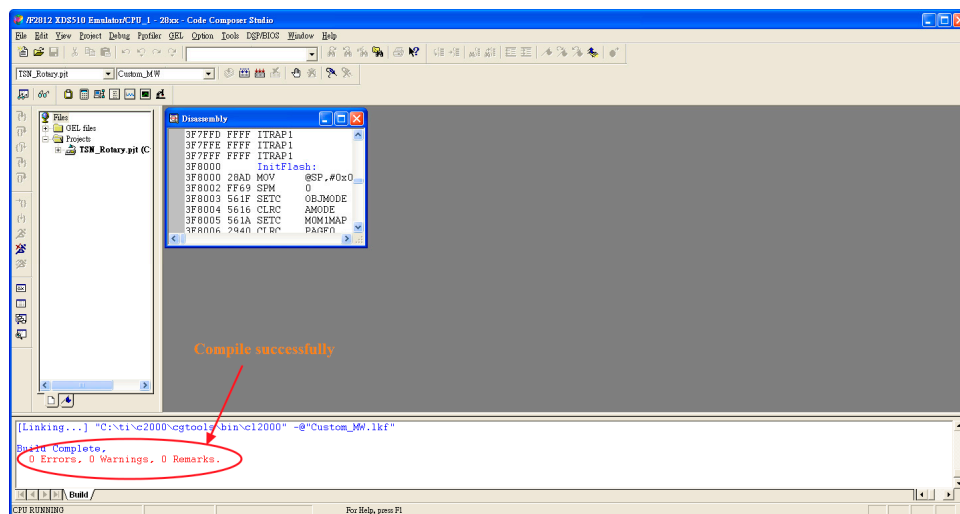 /F2812 XDS510 Emulator/CPU_1 - 28xx - Code Composer Studio
File Edit View Project Debug Profiler GEL Option Tools DSP/BIOS Window Help
TSN_Rotary.pjt Custom_MW
Files
GEL files
Projects
TSN_Rotary.pjt (C:
Disassembly
3F7FFD FFFF ITRAP1
3F7FFE FFFF ITRAP1
3F7FFF FFFF ITRAP1
3F8000 InitFlash:
3F8000 28AD MOV @SP,#0x0
3F8002 FF69 SPM 0
3F8003 561F SETC OBJMODE
3F8004 5616 CLRC AMODE
3F8005 561A SETC M0M1MAP
3F8006 2940 CLRC PAGE0
Compile successfully
[Linking...] "C:\ti\c2000\cgtools\bin\cl2000" -@"Custom_MW.lkf"
Build Complete,
0 Errors, 0 Warnings, 0 Remarks.
Build
CPU RUNNING For Help, press F1